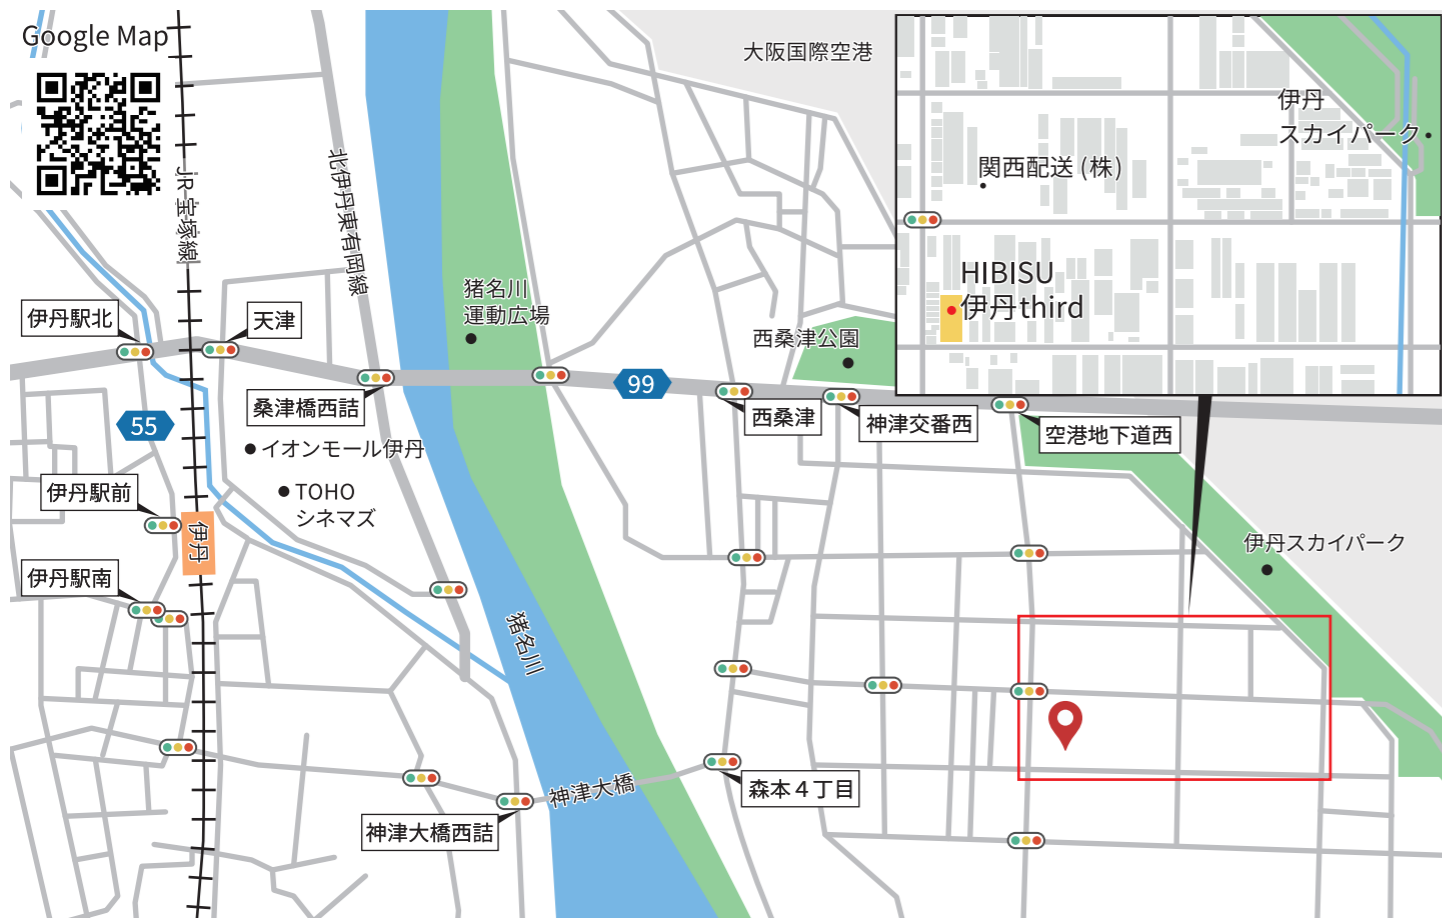 Google Map
大阪国際空港
伊丹
スカイパーク
関西配送 (株)
HIBISU
伊丹third
JR宝塚線
北伊丹東有岡線
猪名川
運動広場
伊丹駅北
天津
西桑津公園
99
桑津橋西詰
西桑津
神津交番西
空港地下道西
55
イオンモール伊丹
伊丹駅前
TOHO
シネマズ
伊丹
伊丹スカイパーク
伊丹駅南
猪名川
神津大橋
森本4丁目
神津大橋西詰